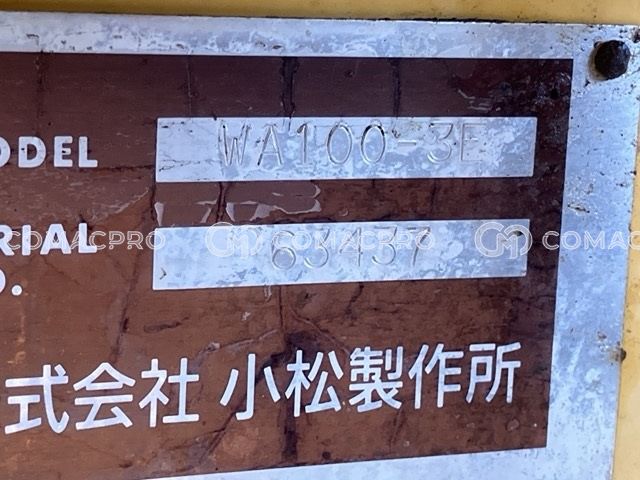 ODEL WA100-3E
RIAL 63437
O.
式会社 小松製作所
COMACPRO COMACPRO COMAC